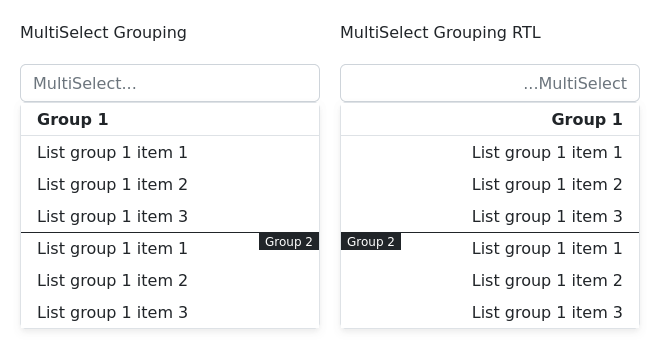 MultiSelect Grouping
MultiSelect...
Group 1
List group 1 item 1
List group 1 item 2
List group 1 item 3
Group 2
List group 1 item 1
List group 1 item 2
List group 1 item 3
MultiSelect Grouping RTL
...MultiSelect
Group 1
List group 1 item 1
List group 1 item 2
List group 1 item 3
Group 2
List group 1 item 1
List group 1 item 2
List group 1 item 3